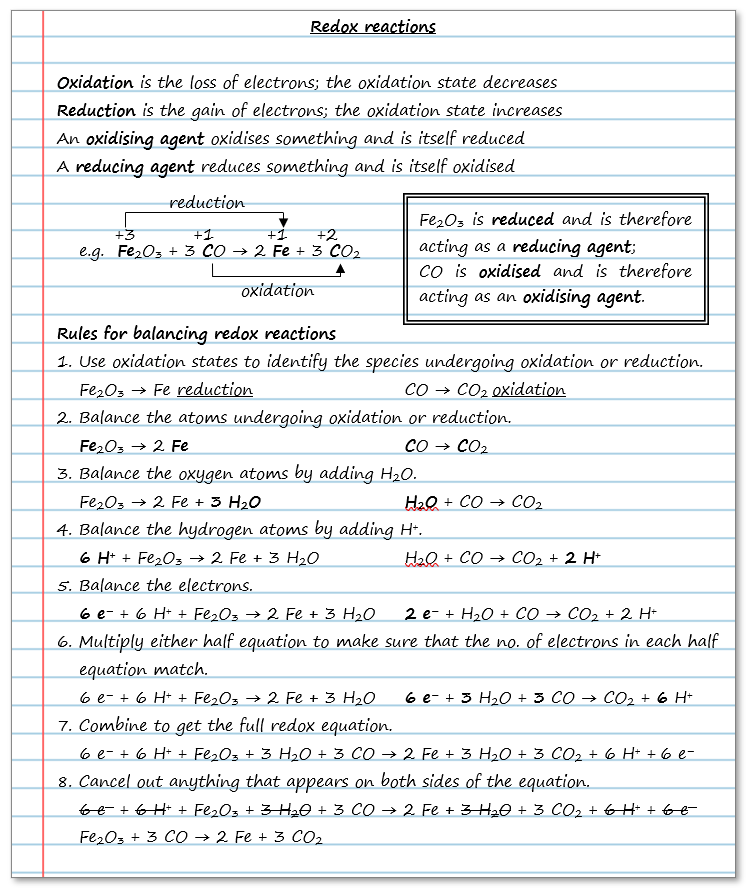 Redox reactions
Oxidation is the loss of electrons; the oxidation state decreases
Reduction is the gain of electrons; the oxidation state increases
An oxidising agent oxidises something and is itself reduced
A reducing agent reduces something and is itself oxidised
reduction
+3 +1 +1 +2
e.g. Fe₂O₃ + 3 CO → 2 Fe + 3 CO₂
oxidation
Fe₂O₃ is reduced and is therefore
acting as a reducing agent;
CO is oxidised and is therefore
acting as an oxidising agent.
Rules for balancing redox reactions
1. Use oxidation states to identify the species undergoing oxidation or reduction.
Fe₂O₃ → Fe reduction CO → CO₂ oxidation
2. Balance the atoms undergoing oxidation or reduction.
Fe₂O₃ → 2 Fe CO → CO₂
3. Balance the oxygen atoms by adding H₂O.
Fe₂O₃ → 2 Fe + 3 H₂O H₂O + CO → CO₂
4. Balance the hydrogen atoms by adding H⁺.
6 H⁺ + Fe₂O₃ → 2 Fe + 3 H₂O H₂O + CO → CO₂ + 2 H⁺
5. Balance the electrons.
6 e⁻ + 6 H⁺ + Fe₂O₃ → 2 Fe + 3 H₂O 2 e⁻ + H₂O + CO → CO₂ + 2 H⁺
6. Multiply either half equation to make sure that the no. of electrons in each half
equation match.
6 e⁻ + 6 H⁺ + Fe₂O₃ → 2 Fe + 3 H₂O 6 e⁻ + 3 H₂O + 3 CO → CO₂ + 6 H⁺
7. Combine to get the full redox equation.
6 e⁻ + 6 H⁺ + Fe₂O₃ + 3 H₂O + 3 CO → 2 Fe + 3 H₂O + 3 CO₂ + 6 H⁺ + 6 e⁻
8. Cancel out anything that appears on both sides of the equation.
6 e⁻ + 6 H⁺ + Fe₂O₃ + 3 H₂O + 3 CO → 2 Fe + 3 H₂O + 3 CO₂ + 6 H⁺ + 6 e⁻
Fe₂O₃ + 3 CO → 2 Fe + 3 CO₂